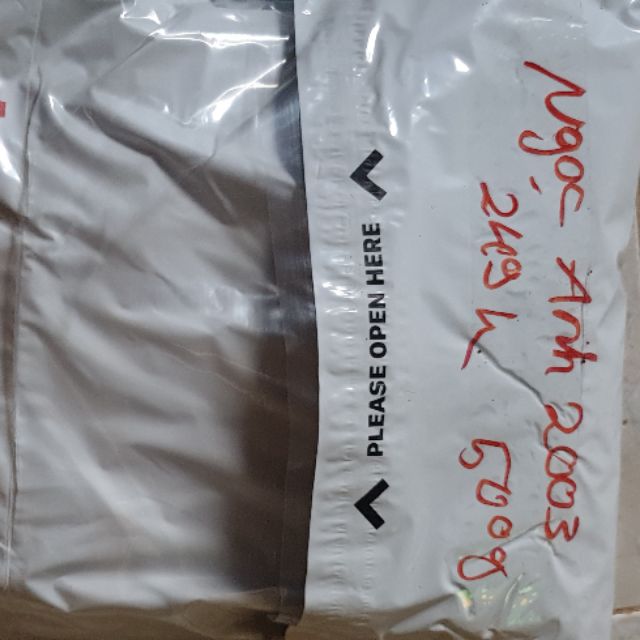 PLEASE OPEN HERE
Ngọc Anh 2003
249k 500g